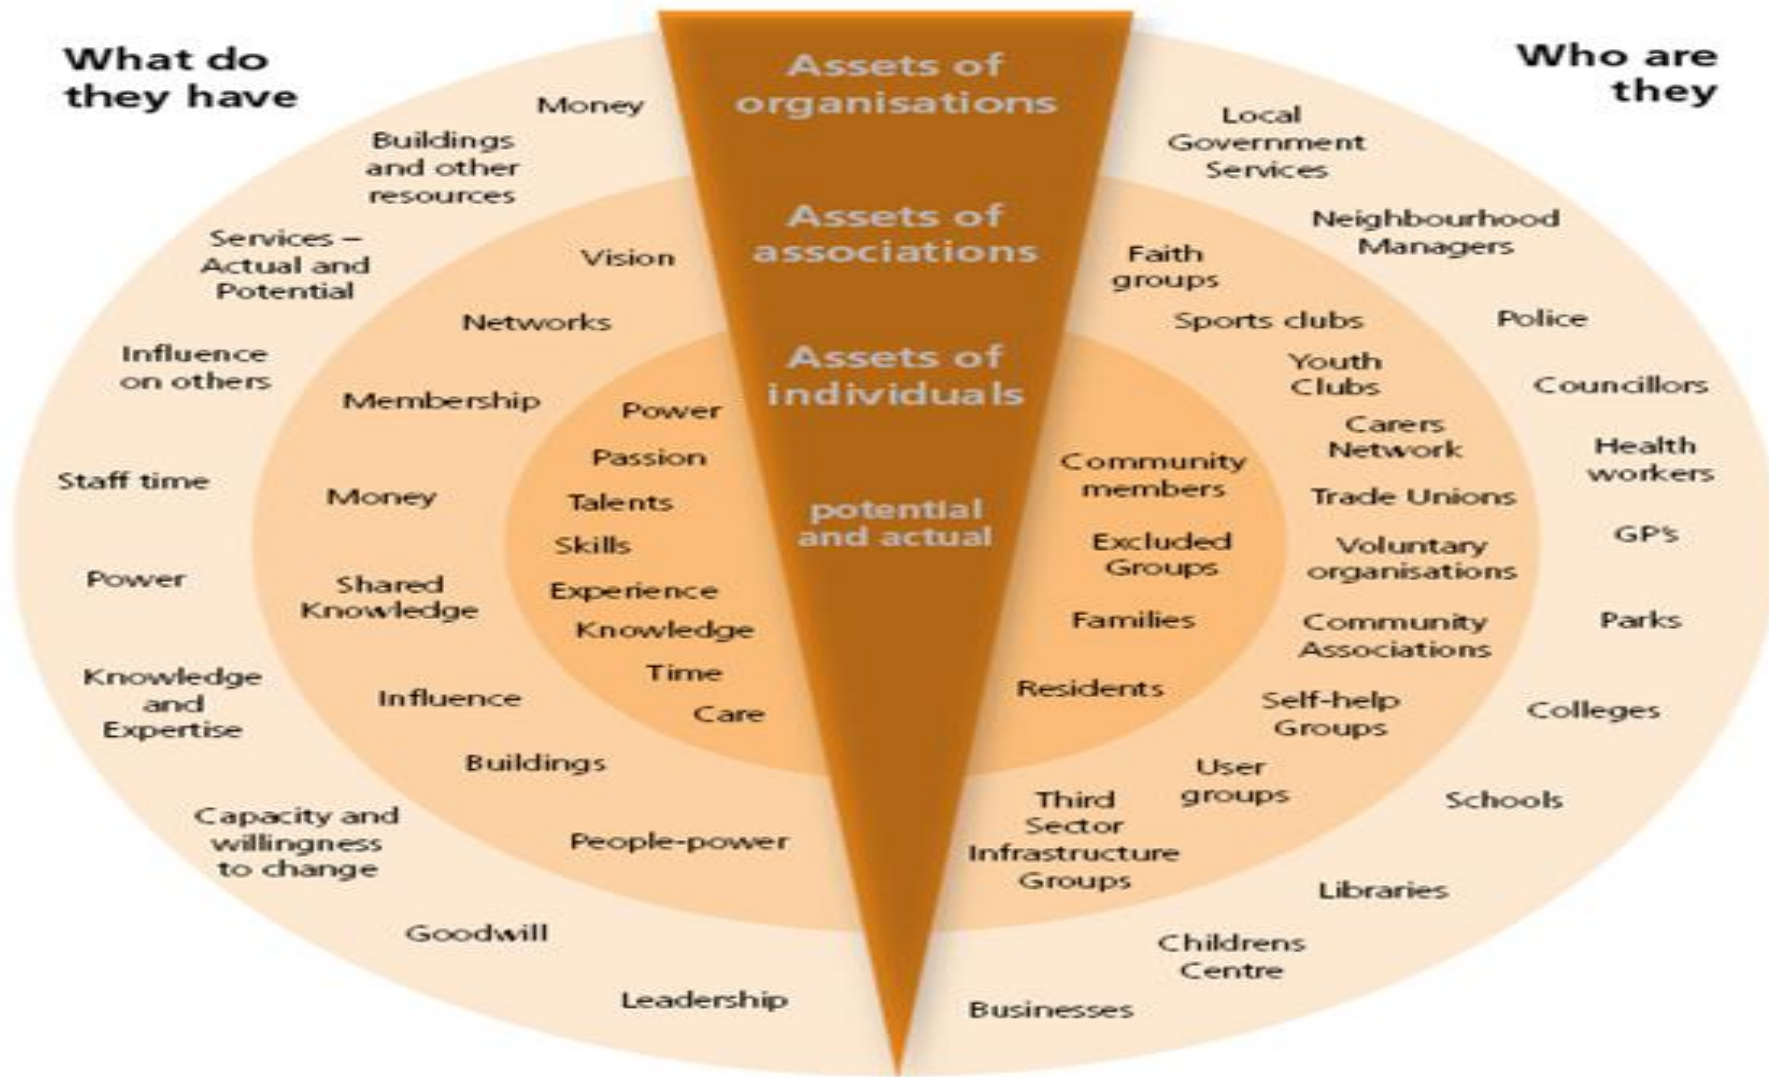 What do
they have
Who are
they
Assets of
organisations
Assets of
associations
Assets of
individuals
potential
and actual
Money
Buildings
and other
resources
Services –
Actual and
Potential
Influence
on others
Staff time
Power
Knowledge
and
Expertise
Capacity and
willingness
to change
Goodwill
Leadership
Vision
Networks
Membership
Money
Shared
Knowledge
Influence
Buildings
People-power
Power
Passion
Talents
Skills
Experience
Knowledge
Time
Care
Community
members
Excluded
Groups
Families
Residents
Faith
groups
Sports clubs
Youth
Clubs
Carers
Network
Trade Unions
Voluntary
organisations
Community
Associations
Self-help
Groups
User
groups
Third
Sector
Infrastructure
Groups
Local
Government
Services
Neighbourhood
Managers
Police
Councillors
Health
workers
GP's
Parks
Colleges
Schools
Libraries
Childrens
Centre
Businesses